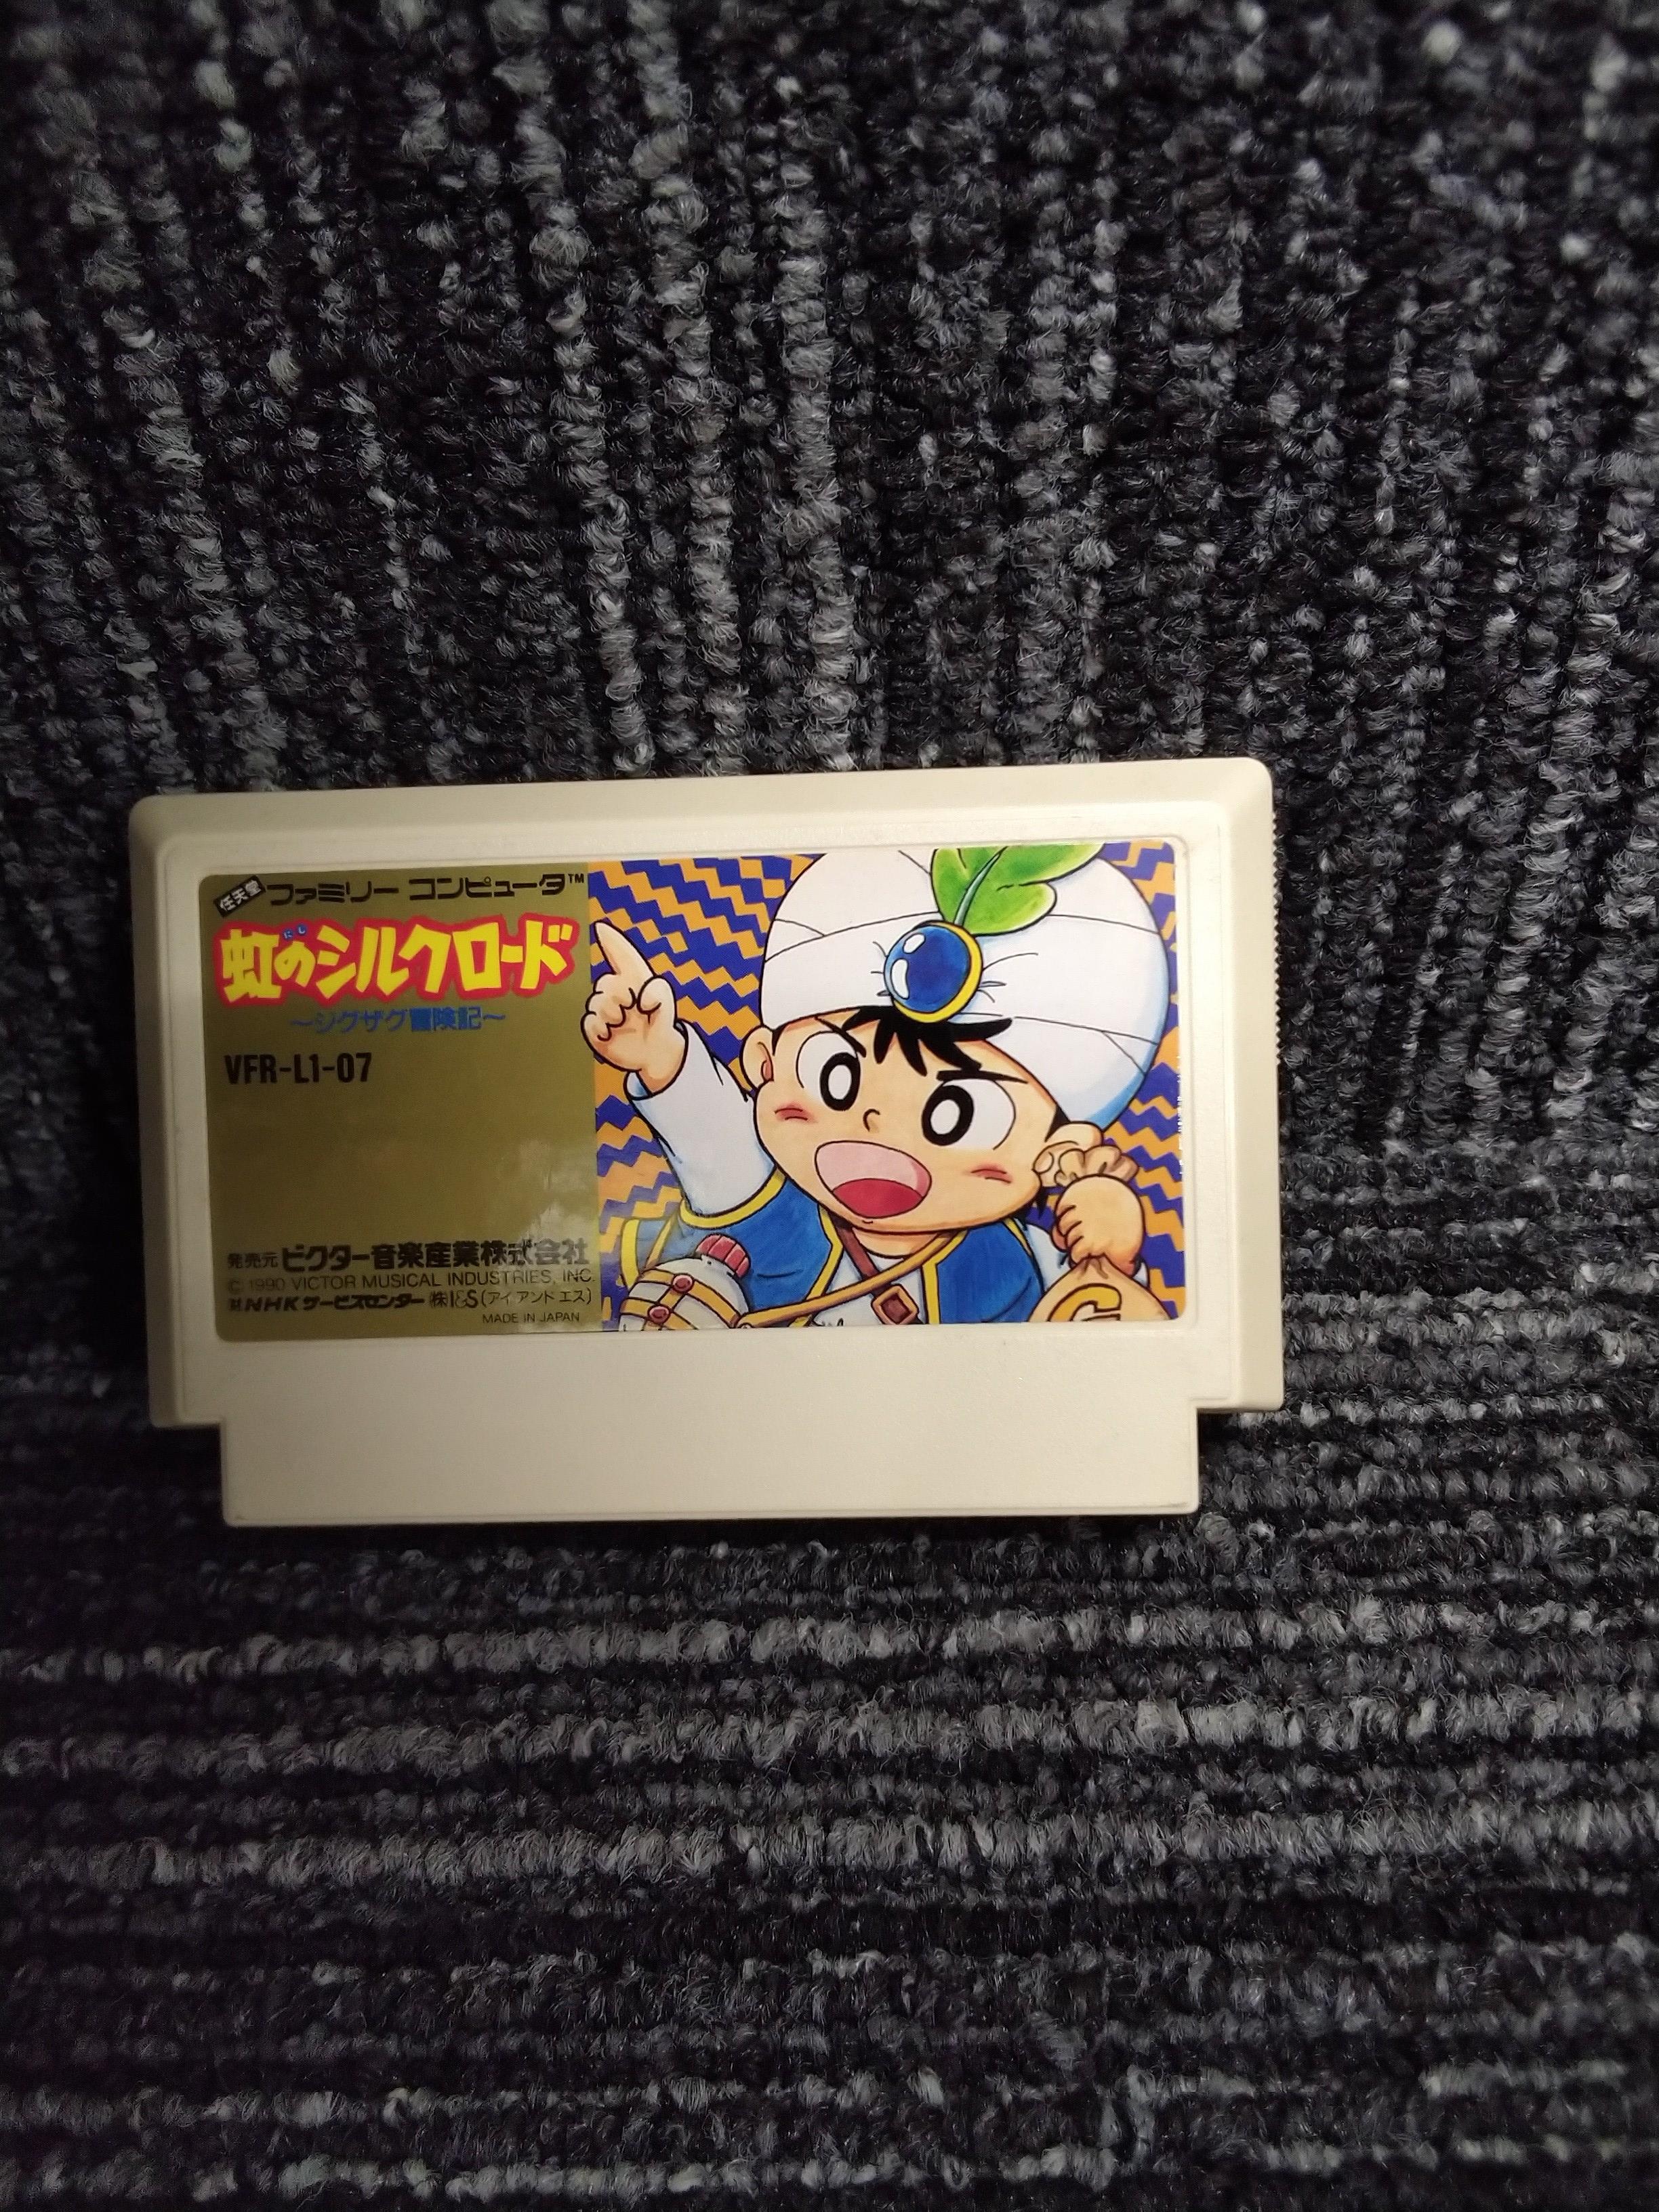 任天堂 ファミリー コンピュータ™
虹のシルクロード
にじ
〜ジグザグ冒険記〜
VFR-L1-07
発売元 ビクター音楽産業株式会社
© 1990 VICTOR MUSICAL INDUSTRIES, INC.
㈶NHKサービスセンター ㈱I&S(アイ アンド エス)
MADE IN JAPAN
G